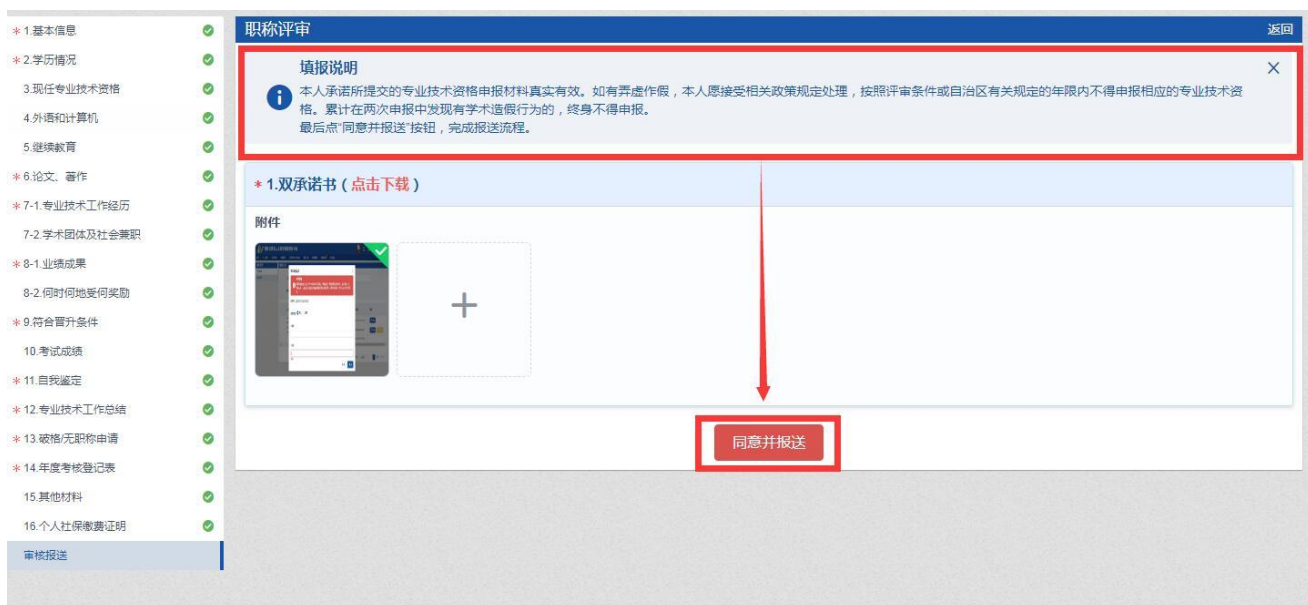 * 1.基本信息
* 2.学历情况
3.现任专业技术资格
4.外语和计算机
5.继续教育
* 6.论文、著作
* 7-1.专业技术工作经历
7-2.学术团体及社会兼职
* 8-1.业绩成果
8-2.何时何地受何奖励
* 9.符合晋升条件
10.考试成绩
* 11.自我鉴定
* 12.专业技术工作总结
* 13.破格/无职称申请
* 14.年度考核登记表
15.其他材料
16.个人社保缴费证明
审核报送
职称评审
返回
填报说明
本人承诺所提交的专业技术资格申报材料真实有效。如有弄虚作假，本人愿接受相关政策规定处理，按照评审条件或自治区有关规定的年限内不得申报相应的专业技术资
格。累计在两次申报中发现有学术造假行为的，终身不得申报。
最后点“同意并报送”按钮，完成报送流程。
* 1.双承诺书（点击下载）
附件
同意并报送